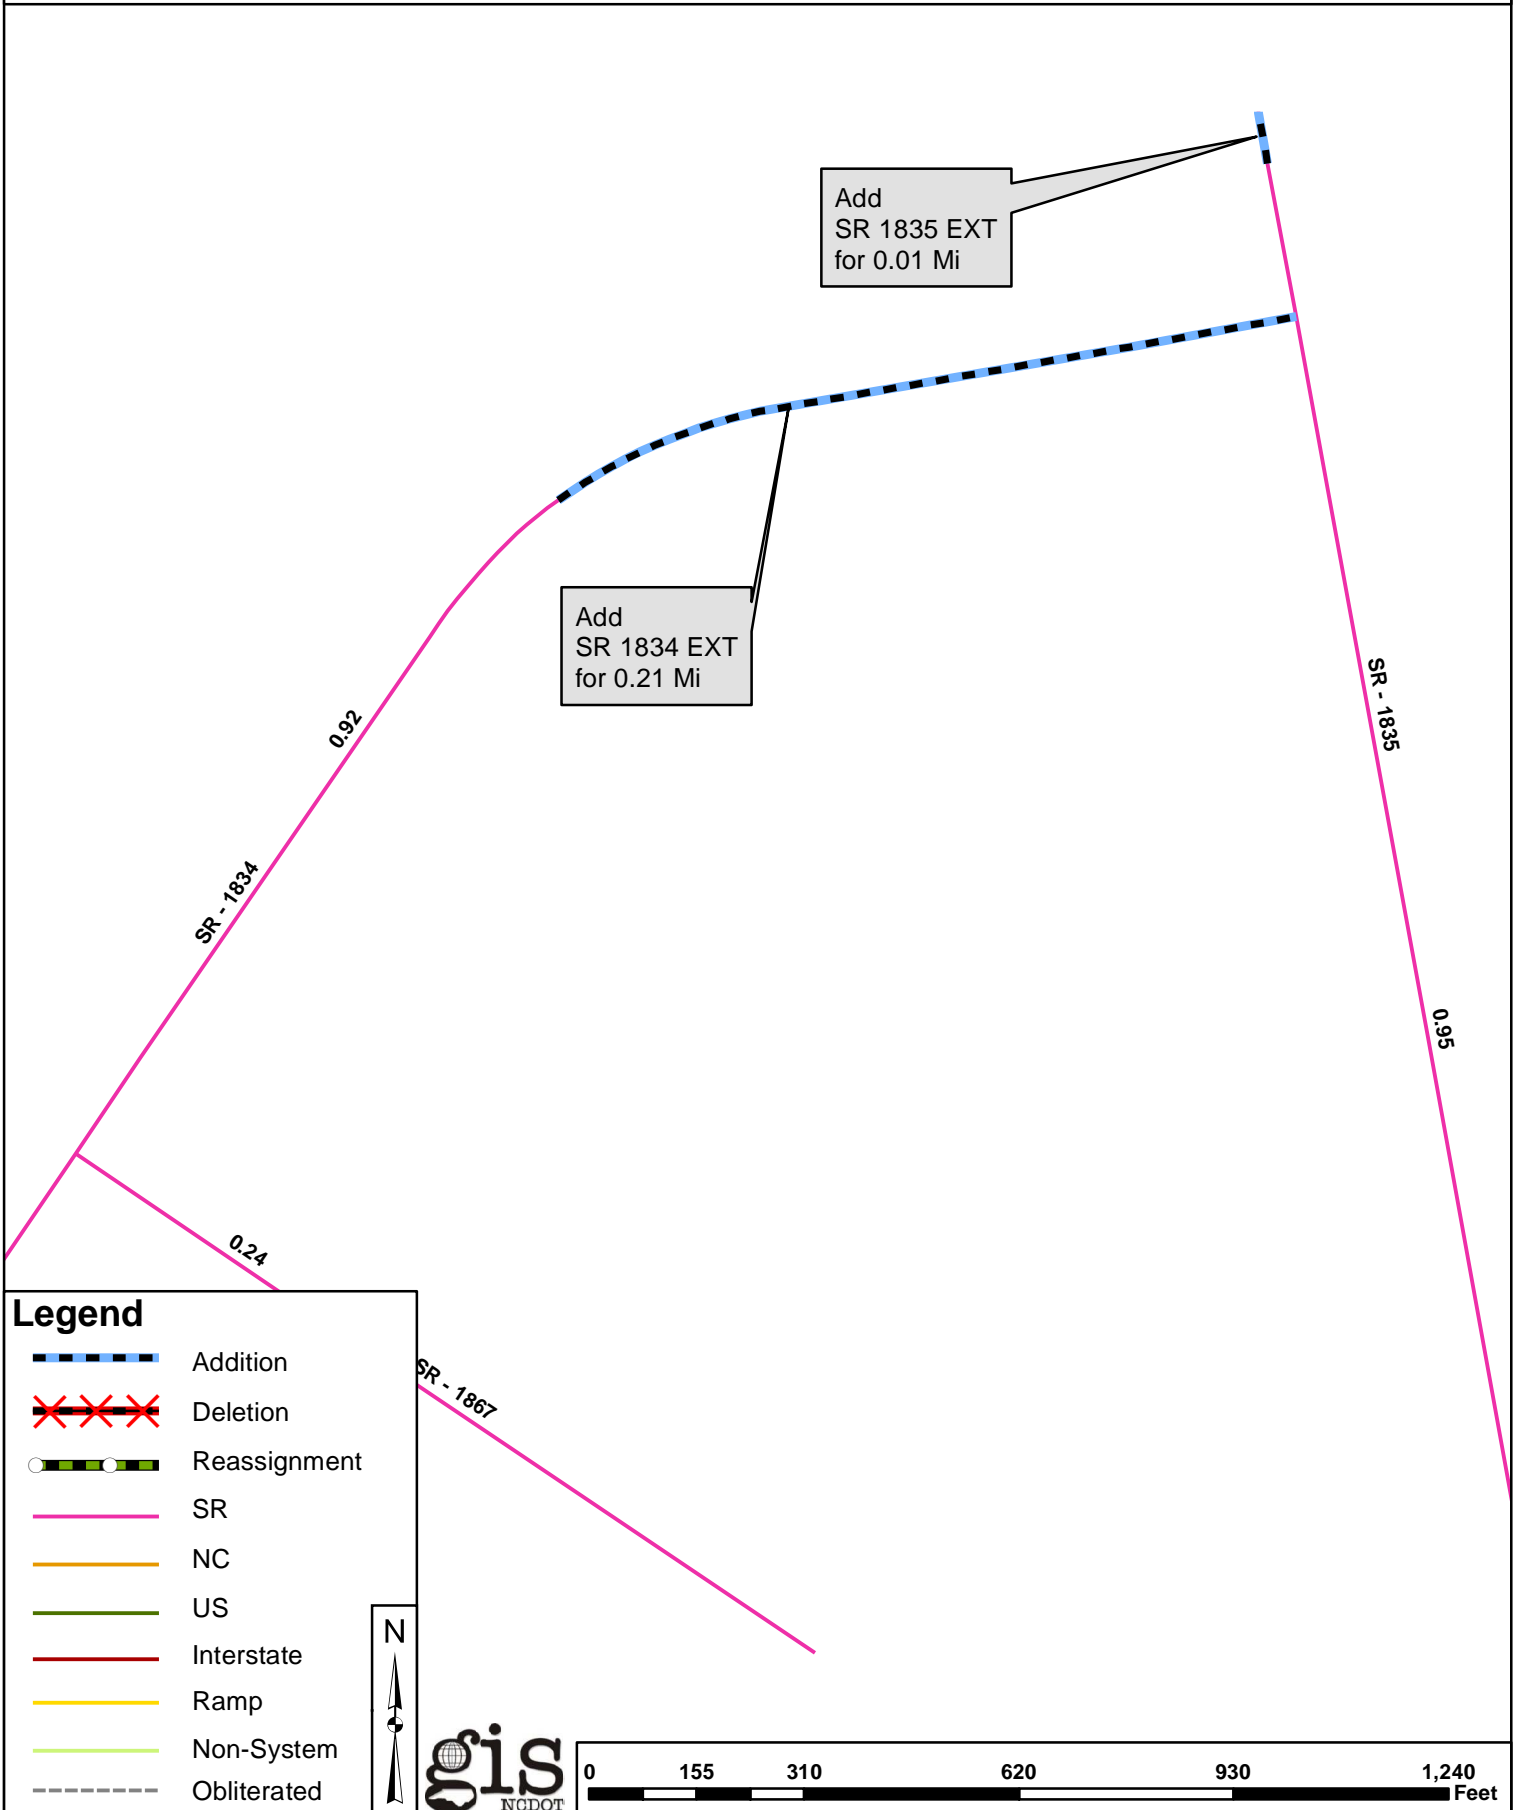 Add
SR 1835 EXT
for 0.01 Mi
Add
SR 1834 EXT
for 0.21 Mi
SR - 1835
0.92
SR - 1834
0.95
0.24
SR - 1867
Legend
Addition
Deletion
Reassignment
SR
NC
US
Interstate
Ramp
Non-System
Obliterated
N
gis
NCDOT
0 155 310 620 930 1,240
Feet